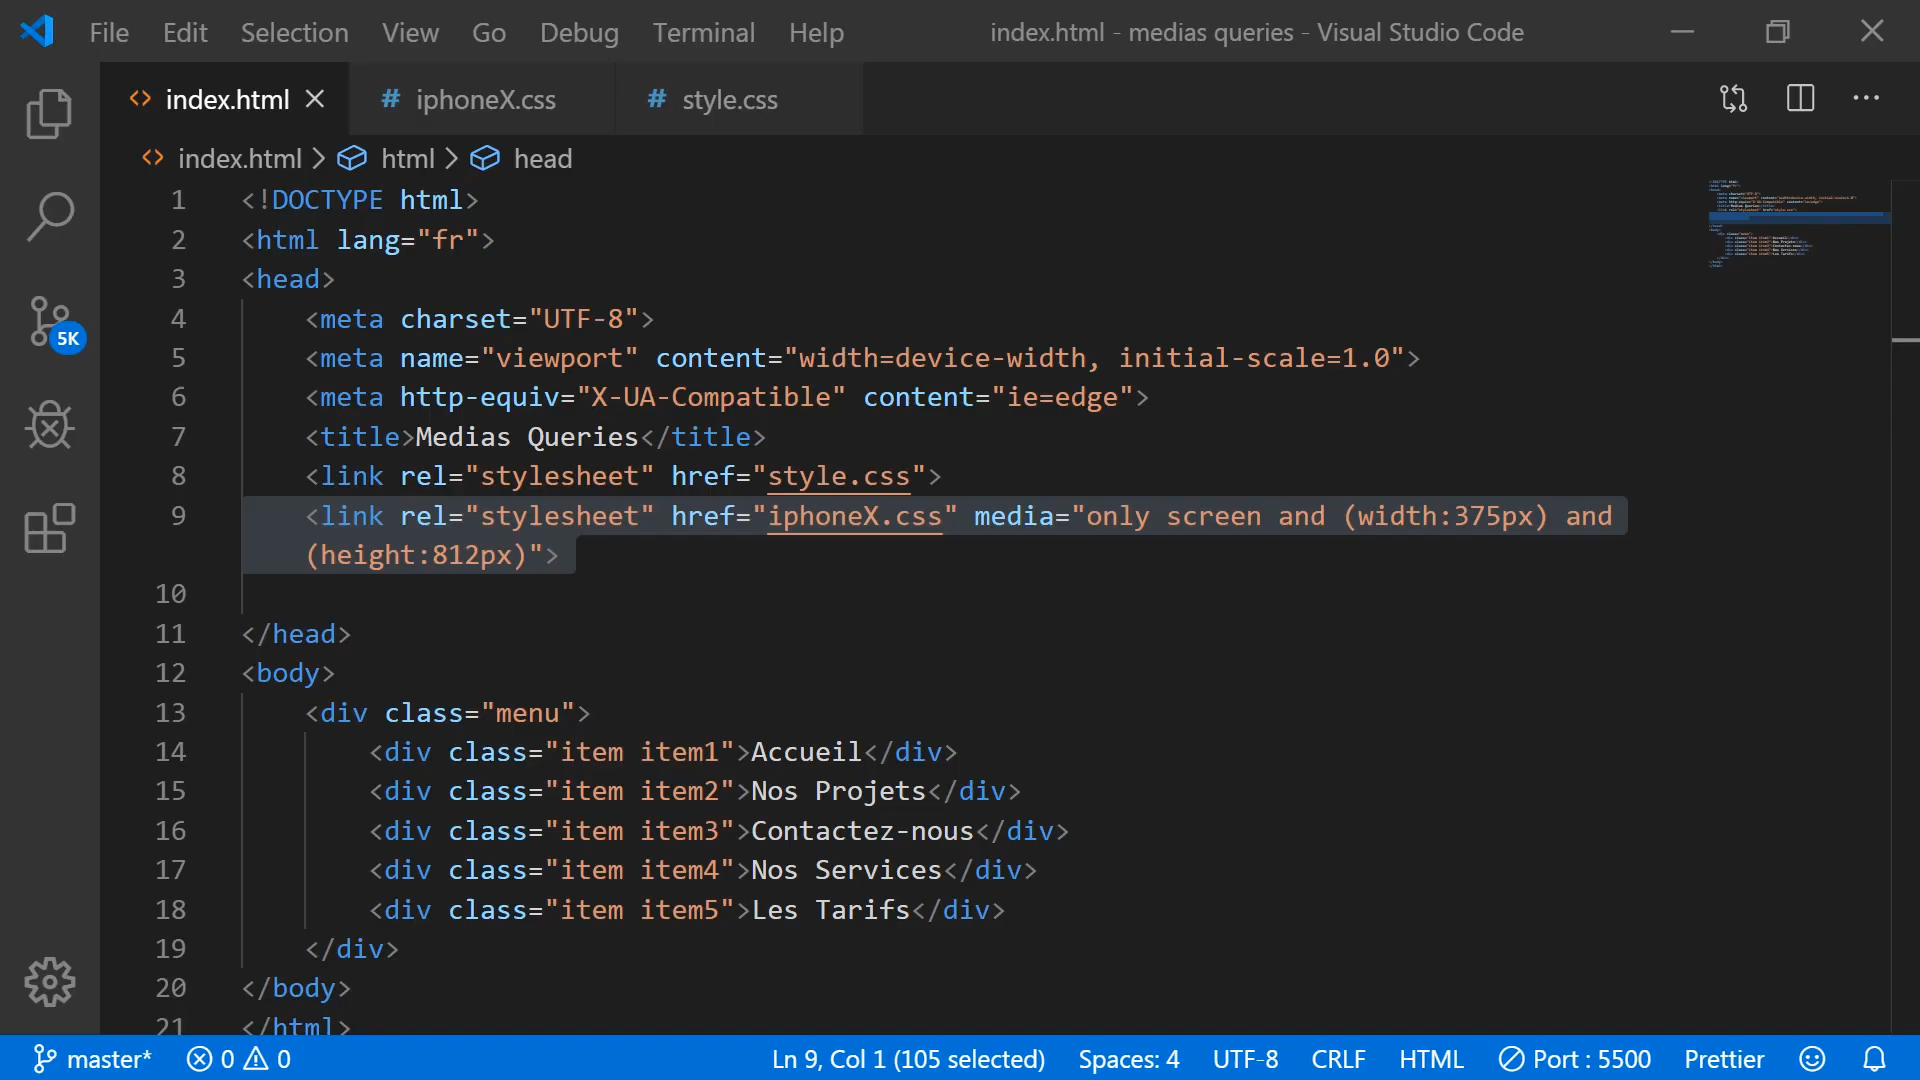 File Edit Selection View Go Debug Terminal Help index.html - medias queries - Visual Studio Code
index.html # iphoneX.css # style.css
index.html > html > head
1 <!DOCTYPE html>
2 <html lang="fr">
3 <head>
4 <meta charset="UTF-8">
5 <meta name="viewport" content="width=device-width, initial-scale=1.0">
6 <meta http-equiv="X-UA-Compatible" content="ie=edge">
7 <title>Medias Queries</title>
8 <link rel="stylesheet" href="style.css">
9 <link rel="stylesheet" href="iphoneX.css" media="only screen and (width:375px) and
(height:812px)">
10
11 </head>
12 <body>
13 <div class="menu">
14 <div class="item item1">Accueil</div>
15 <div class="item item2">Nos Projets</div>
16 <div class="item item3">Contactez-nous</div>
17 <div class="item item4">Nos Services</div>
18 <div class="item item5">Les Tarifs</div>
19 </div>
20 </body>
21 </html>
5K
master* 0 0 Ln 9, Col 1 (105 selected) Spaces: 4 UTF-8 CRLF HTML Port : 5500 Prettier